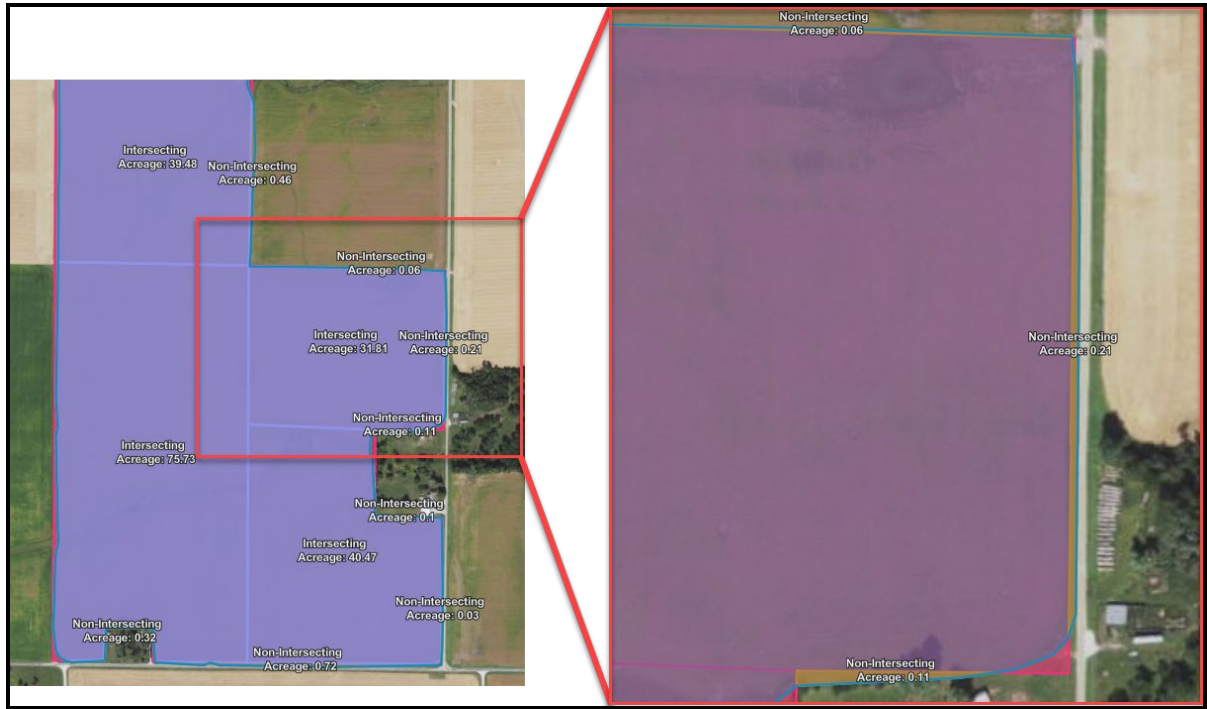 Intersecting
Acreage: 39.48
Non-Intersecting
Acreage: 0.46
Non-Intersecting
Acreage: 0.06
Intersecting
Acreage: 31.81
Non-Intersecting
Acreage: 0.21
Non-Intersecting
Acreage: 0.11
Intersecting
Acreage: 75.73
Non-Intersecting
Acreage: 0.1
Intersecting
Acreage: 40.47
Non-Intersecting
Acreage: 0.03
Non-Intersecting
Acreage: 0.32
Non-Intersecting
Acreage: 0.72
Non-Intersecting
Acreage: 0.06
Non-Intersecting
Acreage: 0.21
Non-Intersecting
Acreage: 0.11